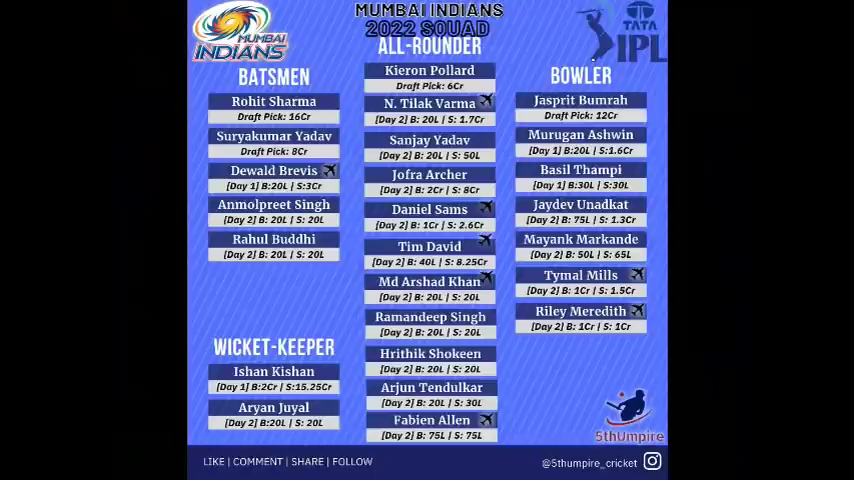 MUMBAI INDIANS
2022 SQUAD
MUMBAI
INDIANS
TATA
IPL
BATSMEN
Rohit Sharma
Draft Pick: 16Cr
Suryakumar Yadav
Draft Pick: 8Cr
Dewald Brevis
[Day 1] B:20L | S:3Cr
Anmolpreet Singh
[Day 2] B: 20L | S: 20L
Rahul Buddhi
[Day 2] B: 20L | S: 20L
WICKET-KEEPER
Ishan Kishan
[Day 1] B:2Cr | S:15.25Cr
Aryan Juyal
[Day 2] B:20L | S: 20L
ALL-ROUNDER
Kieron Pollard
Draft Pick: 6Cr
N. Tilak Varma
[Day 2] B: 20L | S: 1.7Cr
Sanjay Yadav
[Day 2] B: 20L | S: 50L
Jofra Archer
[Day 2] B: 2Cr | S: 8Cr
Daniel Sams
[Day 2] B: 1Cr | S: 2.6Cr
Tim David
[Day 2] B: 40L | S: 8.25Cr
Md Arshad Khan
[Day 2] B: 20L | S: 20L
Ramandeep Singh
[Day 2] B: 20L | S: 20L
Hrithik Shokeen
[Day 2] B: 20L | S: 20L
Arjun Tendulkar
[Day 2] B: 20L | S: 30L
Fabien Allen
[Day 2] B: 75L | S: 75L
BOWLER
Jasprit Bumrah
Draft Pick: 12Cr
Murugan Ashwin
[Day 1] B:20L | S:1.6Cr
Basil Thampi
[Day 1] B:30L | S:30L
Jaydev Unadkat
[Day 2] B: 75L | S: 1.3Cr
Mayank Markande
[Day 2] B: 50L | S: 65L
Tymal Mills
[Day 2] B: 1Cr | S: 1.5Cr
Riley Meredith
[Day 2] B: 1Cr | S: 1Cr
5thUmpire
LIKE | COMMENT | SHARE | FOLLOW
@5thumpire_cricket